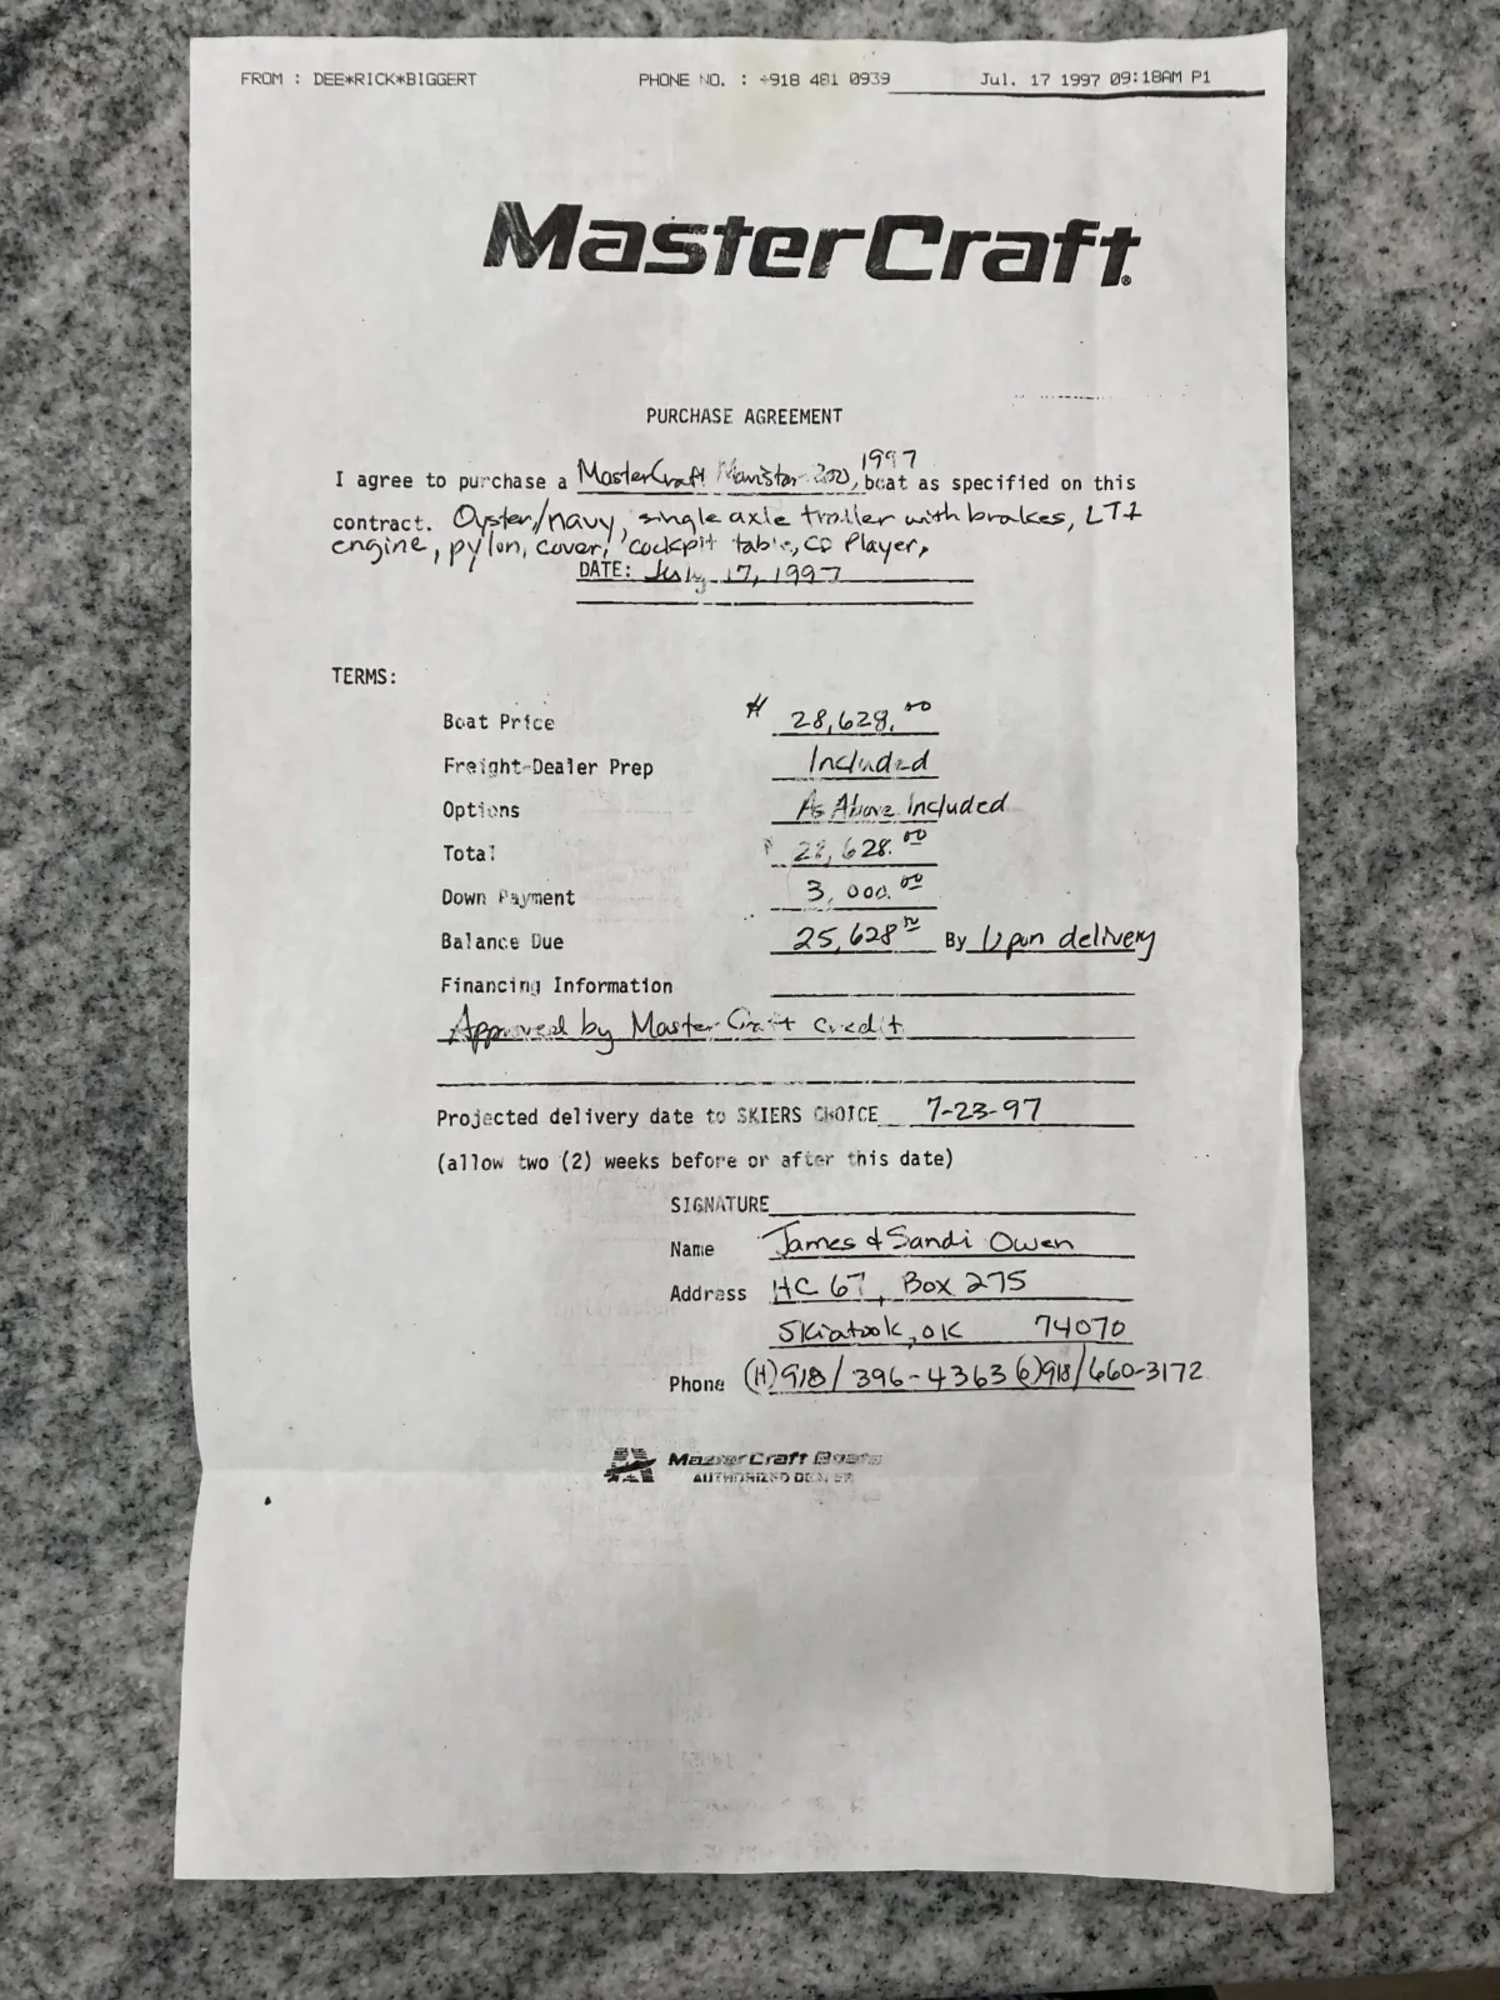 FROM : DEE*RICK*BIGGERT PHONE NO. : +918 481 0939 Jul. 17 1997 09:18AM P1
MasterCraft®
PURCHASE AGREEMENT
1997
I agree to purchase a MasterCraft Maristar 200, boat as specified on this
contract. Oyster/navy, single axle trailer with brakes, LT1
engine, pylon, cover, cockpit table, CD Player,
DATE: July 17, 1997
TERMS:
Boat Price $ 28,628.00
Freight-Dealer Prep Included
Options As Above Included
Total $ 28,628.00
Down Payment 3,000.00
Balance Due 25,628.00 By Upon delivery
Financing Information
Approved by MasterCraft Credit
Projected delivery date to SKIERS CHOICE 7-23-97
(allow two (2) weeks before or after this date)
SIGNATURE
Name James & Sandi Owen
Address HC 67, Box 275
Skiatook, OK 74070
Phone (H) 918/396-4363 (o) 918/660-3172
MasterCraft Boats
AUTHORIZED DEALER